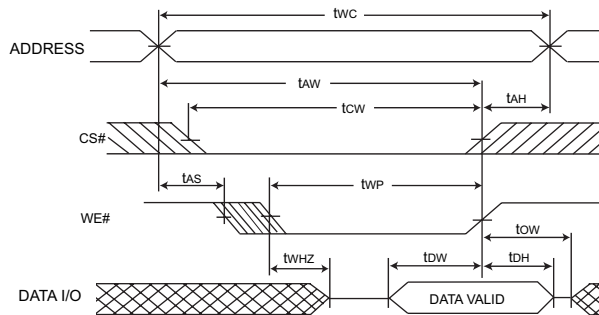 tWC
ADDRESS
tAW
tCW
tAH
CS#
tAS
tWP
WE#
tOW
tWHZ
tDW
tDH
DATA I/O
DATA VALID